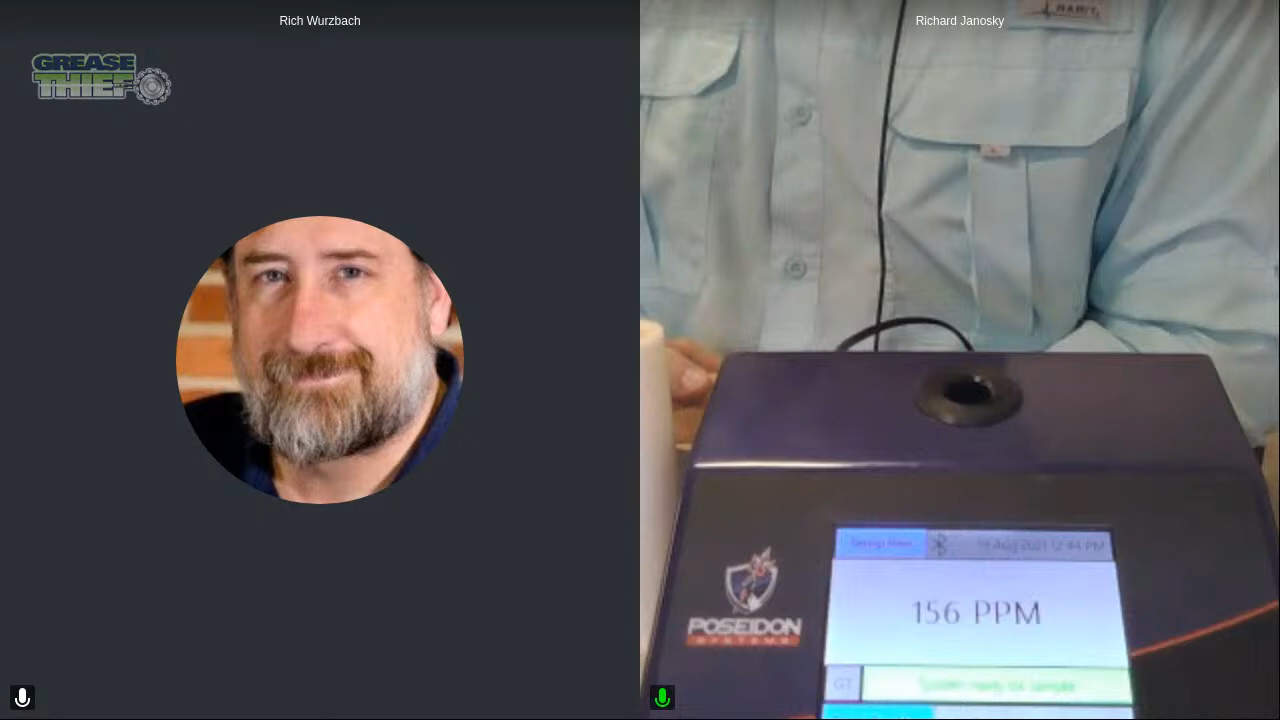 Rich Wurzbach
GREASE
THIEF
Richard Janosky
HABIT
19 Aug 2021 12:44 PM
156 PPM
POSEIDON
SYSTEMS
GT
System ready for sample